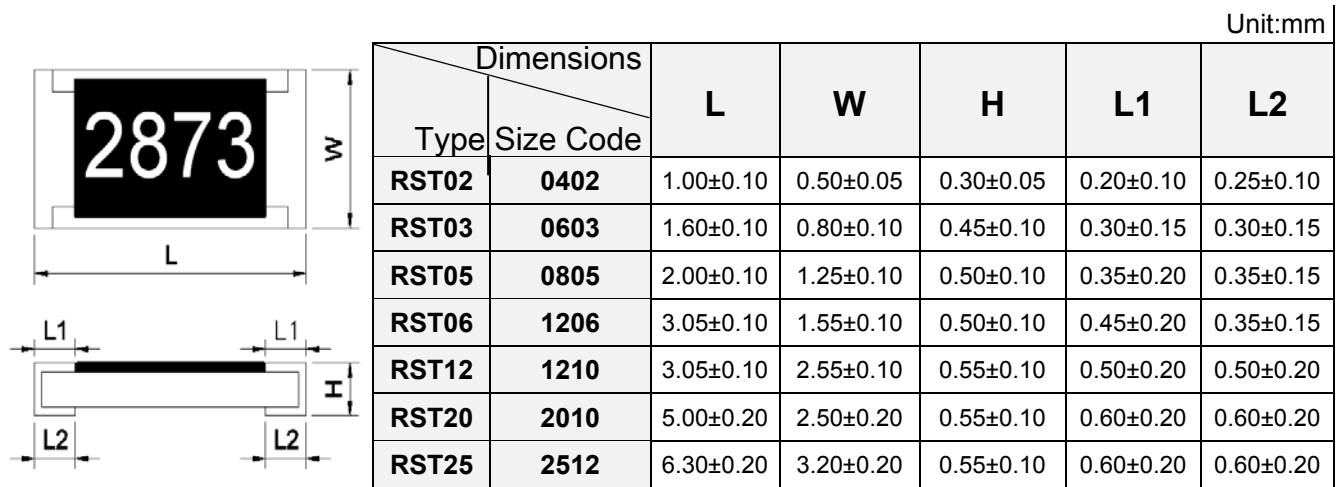 Unit:mm
Dimensions
Type Size Code L W H L1 L2
RST02 0402 1.00±0.10 0.50±0.05 0.30±0.05 0.20±0.10 0.25±0.10
RST03 0603 1.60±0.10 0.80±0.10 0.45±0.10 0.30±0.15 0.30±0.15
RST05 0805 2.00±0.10 1.25±0.10 0.50±0.10 0.35±0.20 0.35±0.15
RST06 1206 3.05±0.10 1.55±0.10 0.50±0.10 0.45±0.20 0.35±0.15
RST12 1210 3.05±0.10 2.55±0.10 0.55±0.10 0.50±0.20 0.50±0.20
RST20 2010 5.00±0.20 2.50±0.20 0.55±0.10 0.60±0.20 0.60±0.20
RST25 2512 6.30±0.20 3.20±0.20 0.55±0.10 0.60±0.20 0.60±0.20
2873
W
L
L1 L1
H
L2 L2